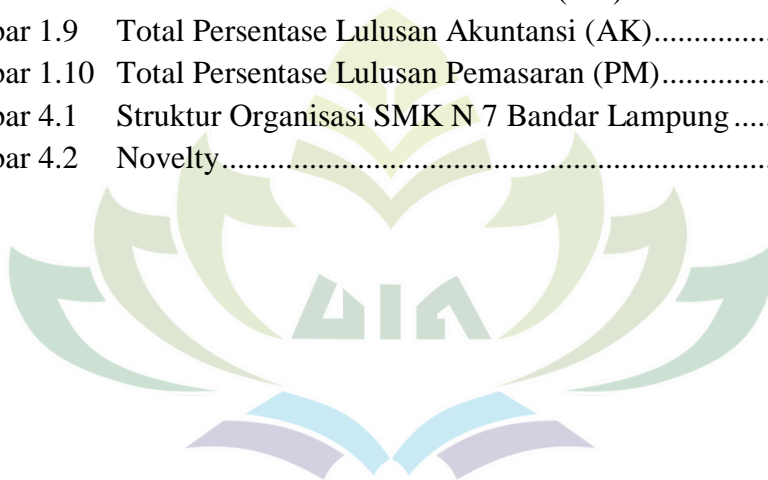 bar 1.9 Total Persentase Lulusan Akuntansi (AK)..................
bar 1.10 Total Persentase Lulusan Pemasaran (PM)..................
bar 4.1 Struktur Organisasi SMK N 7 Bandar Lampung.....
bar 4.2 Novelty..............................................................................
UIN